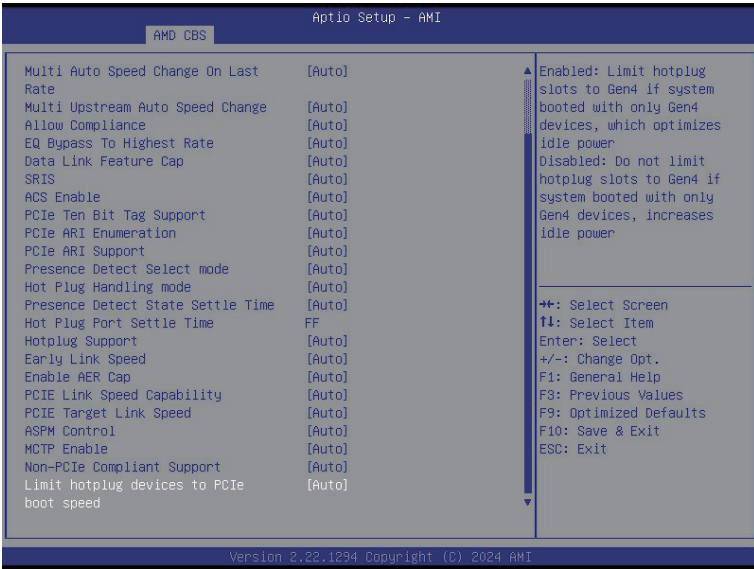 Aptio Setup – AMI
AMD CBS
Multi Auto Speed Change On Last [Auto]
Rate
Multi Upstream Auto Speed Change [Auto]
Allow Compliance [Auto]
EQ Bypass To Highest Rate [Auto]
Data Link Feature Cap [Auto]
SRIS [Auto]
ACS Enable [Auto]
PCIe Ten Bit Tag Support [Auto]
PCIe ARI Enumeration [Auto]
PCIe ARI Support [Auto]
Presence Detect Select mode [Auto]
Hot Plug Handling mode [Auto]
Presence Detect State Settle Time [Auto]
Hot Plug Port Settle Time FF
Hotplug Support [Auto]
Early Link Speed [Auto]
Enable AER Cap [Auto]
PCIE Link Speed Capability [Auto]
PCIE Target Link Speed [Auto]
ASPM Control [Auto]
MCTP Enable [Auto]
Non-PCIe Compliant Support [Auto]
Limit hotplug devices to PCIe [Auto]
boot speed
Enabled: Limit hotplug
slots to Gen4 if system
booted with only Gen4
devices, which optimizes
idle power
Disabled: Do not limit
hotplug slots to Gen4 if
system booted with only
Gen4 devices, increases
idle power
→←: Select Screen
↑↓: Select Item
Enter: Select
+/-: Change Opt.
F1: General Help
F3: Previous Values
F9: Optimized Defaults
F10: Save & Exit
ESC: Exit
Version 2.22.1294 Copyright (C) 2024 AMI